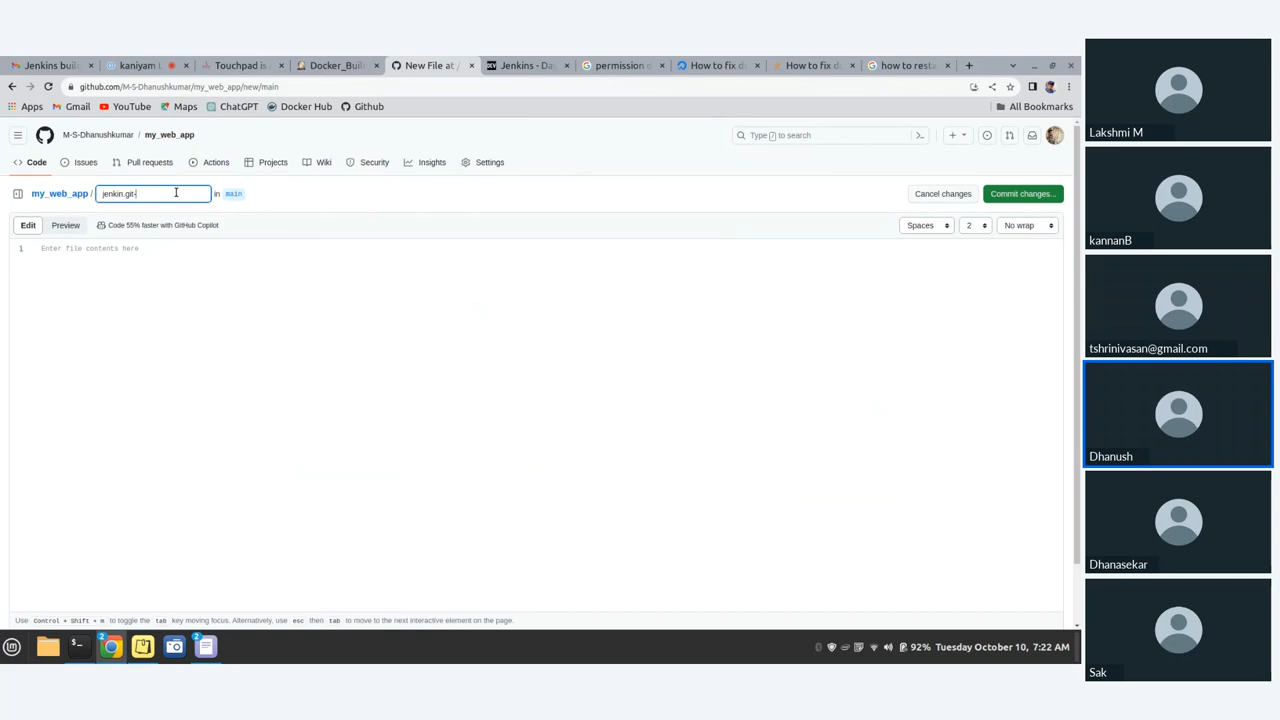 Jenkins buil
kaniyam L
Touchpad is
Docker_Buil
New File at /
DEV
Jenkins - Da
permission d
How to fix do
How to fix do
how to resta
github.com/M-S-Dhanushkumar/my_web_app/new/main
Apps
Gmail
YouTube
Maps
ChatGPT
Docker Hub
Github
All Bookmarks
M-S-Dhanushkumar / my_web_app
Type / to search
Code
Issues
Pull requests
Actions
Projects
Wiki
Security
Insights
Settings
my_web_app / jenkin.git- in main
Cancel changes
Commit changes...
Edit
Preview
Code 55% faster with GitHub Copilot
Spaces
2
No wrap
1 Enter file contents here
Use Control + Shift + m to toggle the tab key moving focus. Alternatively, use esc then tab to move to the next interactive element on the page.
2
2
92% Tuesday October 10, 7:22 AM
Lakshmi M
kannanB
tshrinivasan@gmail.com
Dhanush
Dhanasekar
Sak